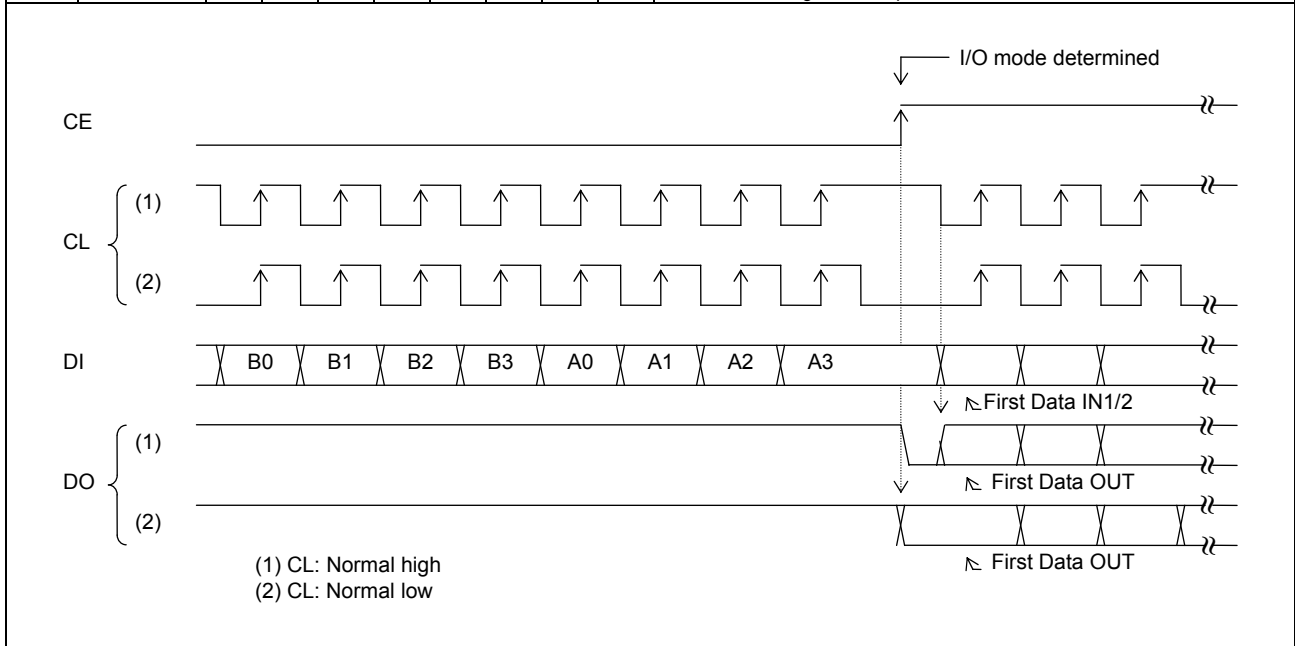 I/O mode determined
CE
CL
(1)
(2)
DI
B0 B1 B2 B3 A0 A1 A2 A3
First Data IN1/2
DO
(1)
First Data OUT
(2)
First Data OUT
(1) CL: Normal high
(2) CL: Normal low